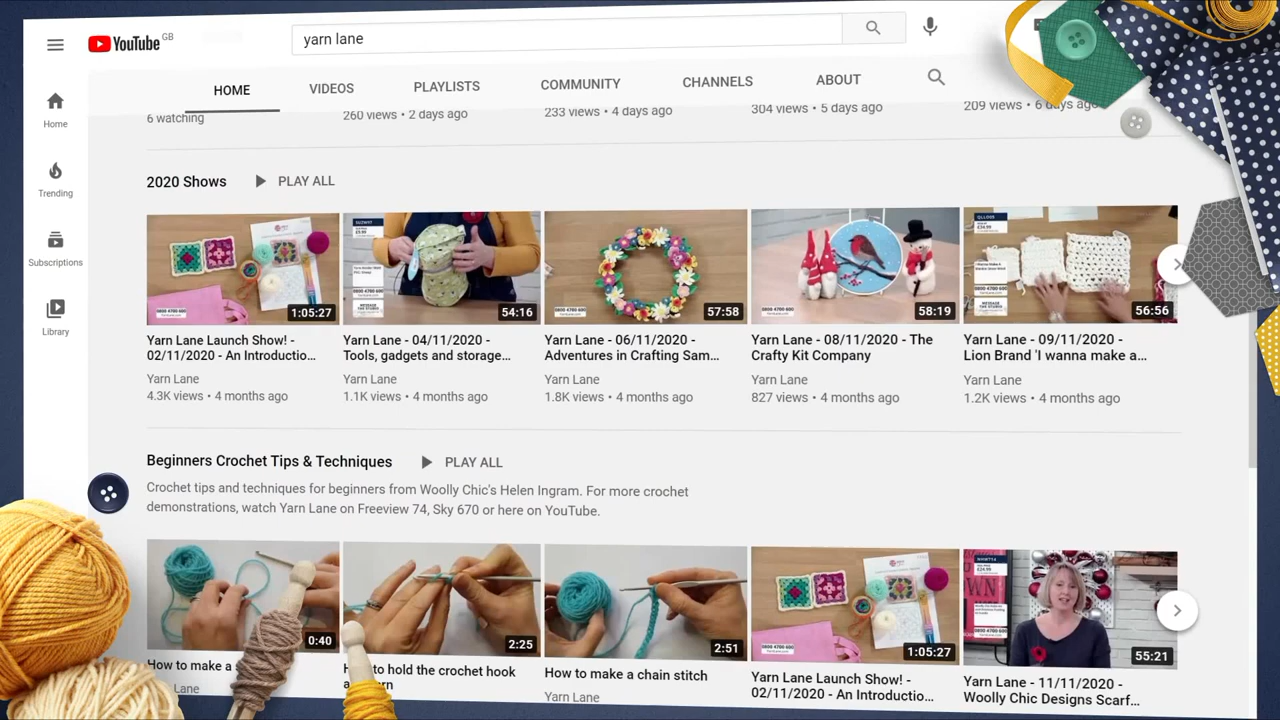 YouTube GB
yarn lane
HOME VIDEOS PLAYLISTS COMMUNITY CHANNELS ABOUT
Home
Trending
Subscriptions
Library
6 watching
260 views • 2 days ago
233 views • 4 days ago
304 views • 5 days ago
209 views • 6 days ago
2020 Shows PLAY ALL
1:05:27
54:16
57:58
58:19
56:56
Yarn Lane Launch Show! -
02/11/2020 - An Introductio...
Yarn Lane
4.3K views • 4 months ago
Yarn Lane - 04/11/2020 -
Tools, gadgets and storage...
Yarn Lane
1.1K views • 4 months ago
Yarn Lane - 06/11/2020 -
Adventures in Crafting Sam...
Yarn Lane
1.8K views • 4 months ago
Yarn Lane - 08/11/2020 - The
Crafty Kit Company
Yarn Lane
827 views • 4 months ago
Yarn Lane - 09/11/2020 -
Lion Brand 'I wanna make a...
Yarn Lane
1.2K views • 4 months ago
Beginners Crochet Tips & Techniques PLAY ALL
Crochet tips and techniques for beginners from Woolly Chic's Helen Ingram. For more crochet
demonstrations, watch Yarn Lane on Freeview 74, Sky 670 or here on YouTube.
0:40
2:25
2:51
1:05:27
55:21
How to make a
Lane
to hold the crochet hook
How to make a chain stitch
Yarn Lane
Yarn Lane Launch Show! -
02/11/2020 - An Introductio...
Yarn Lane - 11/11/2020 -
Woolly Chic Designs Scarf...